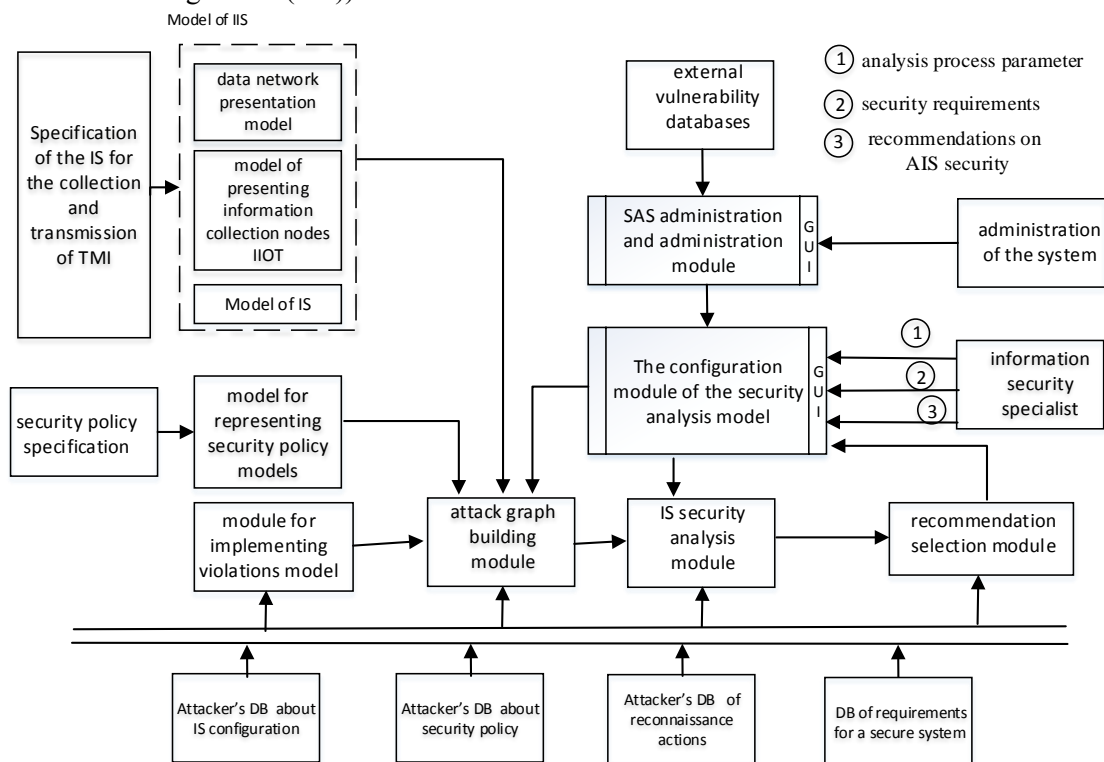 Model of IIS
data network
presentation
model
Specification
of the IS for
the collection
and
transmission
of TMI
model of
presenting
information
collection nodes
IIOT
Model of IS
external
vulnerability
databases
1 analysis process parameter
2 security requirements
3 recommendations on
AIS security
SAS administration
and administration
module
GUI
administration
of the system
The configuration
module of the security
analysis model
GUI
1
2
3
information
security
specialist
security policy
specification
model for
representing
security policy
models
module for
implementing
violations model
attack graph
building
module
IS security
analysis
module
recommendation
selection module
Attacker's DB about
IS configuration
Attacker's DB about
security policy
Attacker's DB of
reconnaissance
actions
DB of requirements
for a secure system